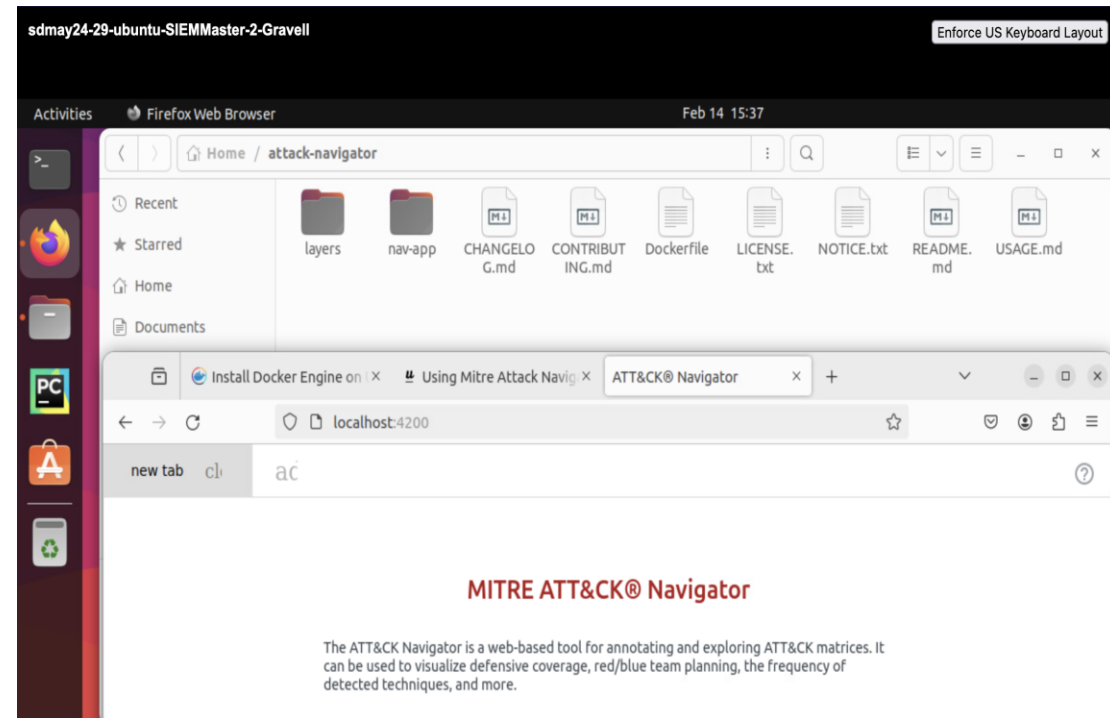 sdmay24-29-ubuntu-SIEMMaster-2-Gravell
Enforce US Keyboard Layout
Activities
Firefox Web Browser
Feb 14 15:37
Home / attack-navigator
Recent
Starred
Home
Documents
layers
nav-app
CHANGELO
G.md
CONTRIBUT
ING.md
Dockerfile
LICENSE.
txt
NOTICE.txt
README.
md
USAGE.md
Install Docker Engine on
Using Mitre Attack Navig
ATT&CK® Navigator
localhost:4200
new tab
MITRE ATT&CK® Navigator
The ATT&CK Navigator is a web-based tool for annotating and exploring ATT&CK matrices. It
can be used to visualize defensive coverage, red/blue team planning, the frequency of
detected techniques, and more.